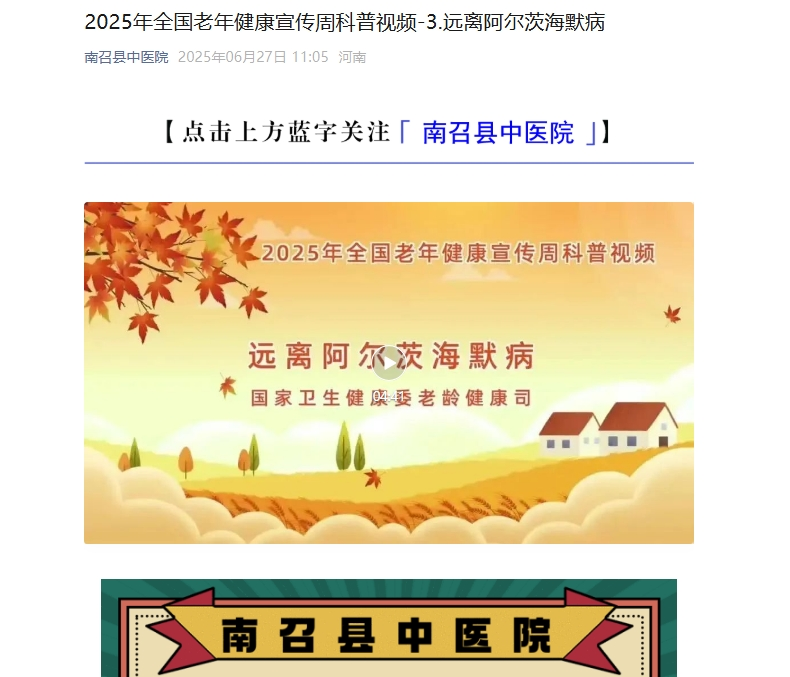 2025年全国老年健康宣传周科普视频-3.远离阿尔茨海默病
南召县中医院 2025年06月27日 11:05 河南
【点击上方蓝字关注「 南召县中医院 」】
2025年全国老年健康宣传周科普视频
远离阿尔茨海默病
国家卫生健康委老龄健康司
04:41
南召县中医院